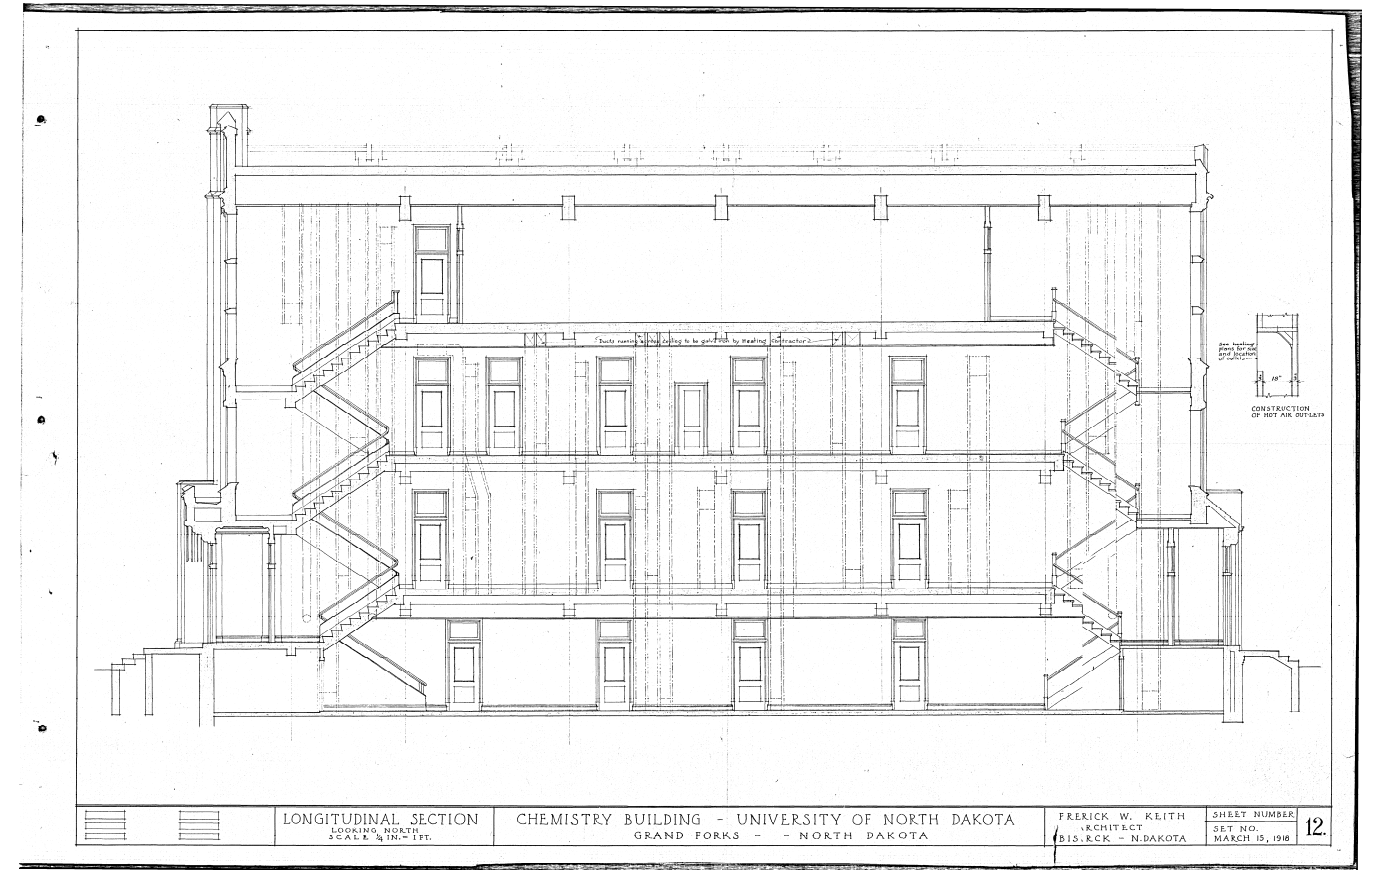 Ducts running across ceiling to be galv. iron by Heating Contractor
See heating
plans for size
and location
of outlets
18"
CONSTRUCTION
OF HOT AIR OUT-LETS
LONGITUDINAL SECTION
LOOKING NORTH
SCALE ¼ IN. = 1 FT.
CHEMISTRY BUILDING - UNIVERSITY OF NORTH DAKOTA
GRAND FORKS - - NORTH DAKOTA
FRERICK W. KEITH
ARCHITECT
BIS.RCK - N.DAKOTA
SHEET NUMBER
SET NO.
MARCH 15, 1918
12.